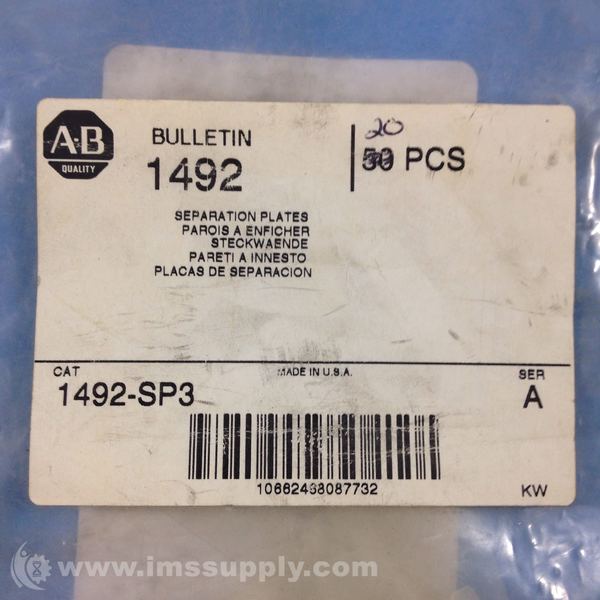 A·B
QUALITY
BULLETIN
1492
20
50 PCS
SEPARATION PLATES
PAROIS A ENFICHER
STECKWAENDE
PARETI A INNESTO
PLACAS DE SEPARACION
CAT
MADE IN U.S.A.
SER
1492-SP3
A
10662468087732
KW
www.imssupply.com